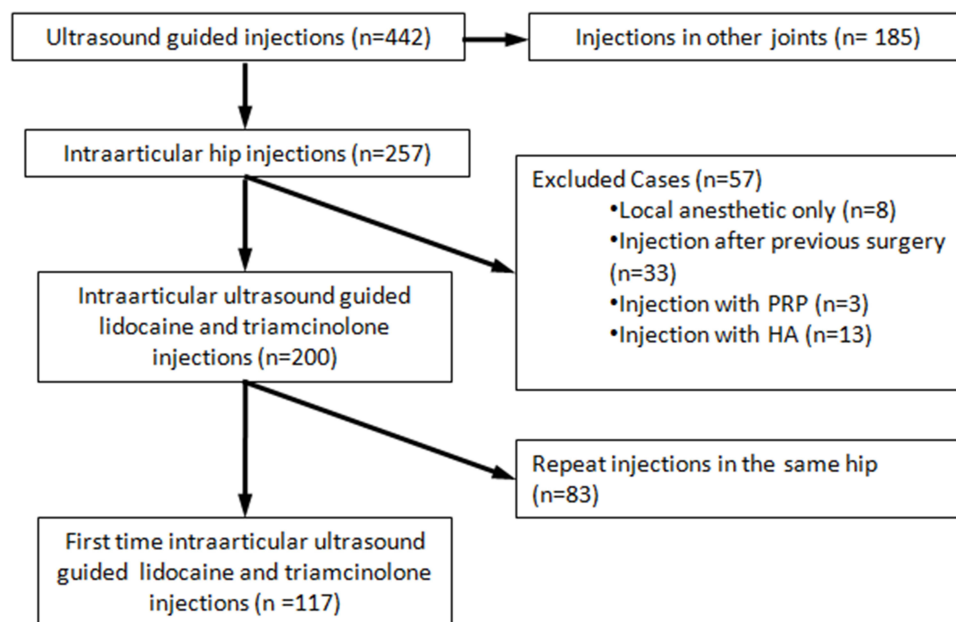 Ultrasound guided injections (n=442)
Injections in other joints (n= 185)
Intraarticular hip injections (n=257)
Excluded Cases (n=57)
•Local anesthetic only (n=8)
•Injection after previous surgery
(n=33)
•Injection with PRP (n=3)
•Injection with HA (n=13)
Intraarticular ultrasound guided
lidocaine and triamcinolone
injections (n=200)
Repeat injections in the same hip
(n=83)
First time intraarticular ultrasound
guided lidocaine and triamcinolone
injections (n =117)